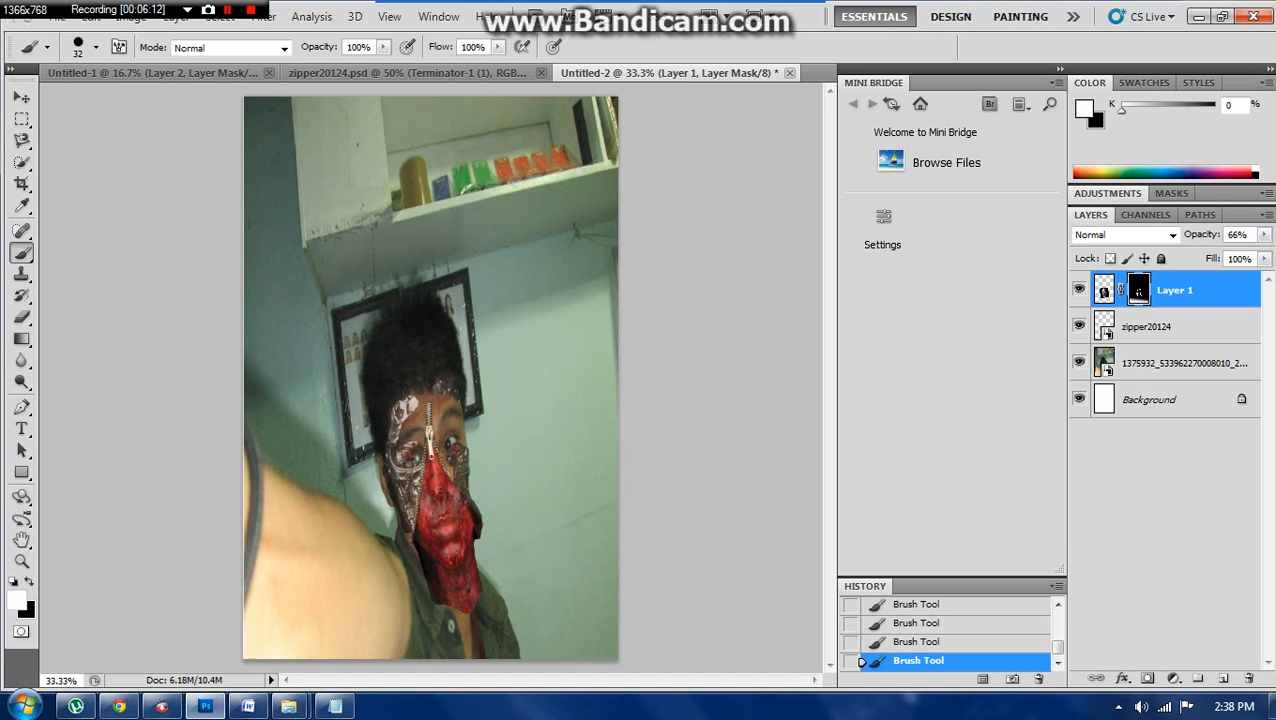 1366x768
Recording [00:06:12]
www.Bandicam.com
Analysis 3D View Window
ESSENTIALS DESIGN PAINTING CS Live
32 Mode: Normal Opacity: 100% Flow: 100%
Untitled-1 @ 16.7% (Layer 2, Layer Mask/...
zipper20124.psd @ 50% (Terminator-1 (1), RGB...
Untitled-2 @ 33.3% (Layer 1, Layer Mask/8) *
MINI BRIDGE
Br
Welcome to Mini Bridge
Browse Files
Settings
COLOR SWATCHES STYLES
K 0 %
ADJUSTMENTS MASKS
LAYERS CHANNELS PATHS
Normal Opacity: 66%
Lock: Fill: 100%
Layer 1
zipper20124
1375932_533962270008010_2...
Background
HISTORY
Brush Tool
Brush Tool
Brush Tool
Brush Tool
33.33% Doc: 6.18M/10.4M
2:38 PM